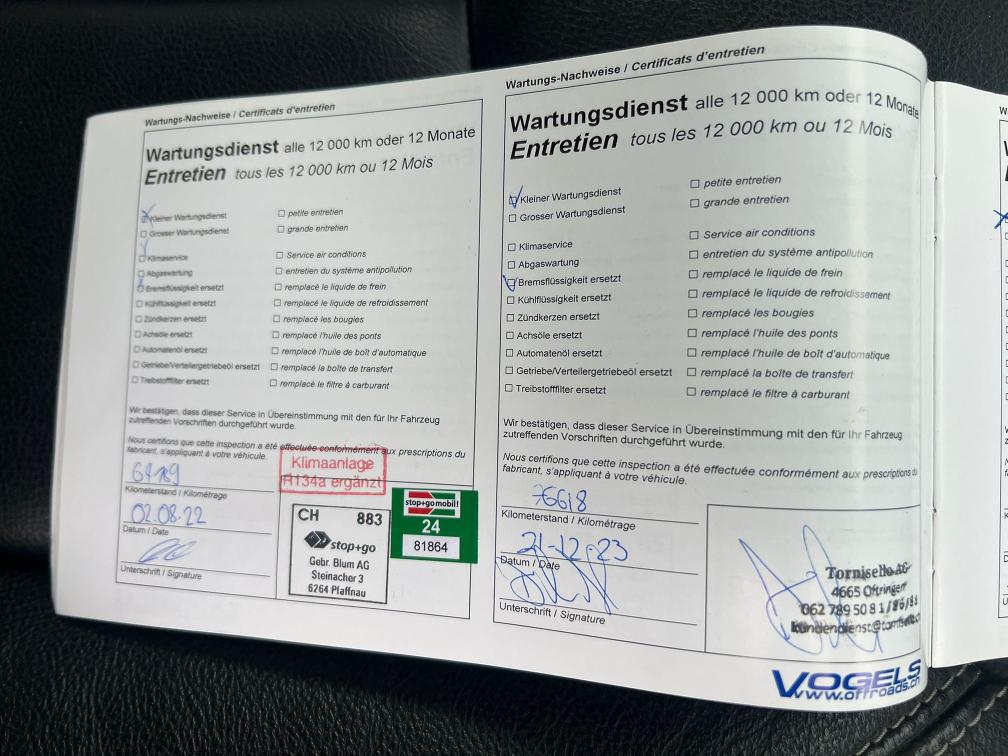 Wartungs-Nachweise / Certificats d'entretien
Wartungsdienst alle 12 000 km oder 12 Monate
Entretien tous les 12 000 km ou 12 Mois
Kleiner Wartungsdienst petite entretien
Grosser Wartungsdienst grande entretien
Klimaservice Service air conditions
Abgaswartung entretien du système antipollution
Bremsflüssigkeit ersetzt remplacé le liquide de frein
Kühlflüssigkeit ersetzt remplacé le liquide de refroidissement
Zündkerzen ersetzt remplacé les bougies
Achsöle ersetzt remplacé l'huile des ponts
Automatenöl ersetzt remplacé l'huile de boît d'automatique
Getriebe/Verteilergetriebeöl ersetzt remplacé la boîte de transfert
Treibstofffilter ersetzt remplacé le filtre à carburant
Wir bestätigen, dass dieser Service in Übereinstimmung mit den für Ihr Fahrzeug
zutreffenden Vorschriften durchgeführt wurde.
Nous certifions que cette inspection a été effectuée conformément aux prescriptions du
fabricant, s'appliquant à votre véhicule.
Klimaanlage
R134a ergänzt
Kilometerstand / Kilométrage
02.08.22
Datum / Date
Unterschrift / Signature
CH 883
stop+go
Gebr. Blum AG
Steinacher 3
6264 Pfaffnau
stop+go mobil!
24
81864
Wartungs-Nachweise / Certificats d'entretien
Wartungsdienst alle 12 000 km oder 12 Monate
Entretien tous les 12 000 km ou 12 Mois
Kleiner Wartungsdienst petite entretien
Grosser Wartungsdienst grande entretien
Klimaservice Service air conditions
Abgaswartung entretien du système antipollution
Bremsflüssigkeit ersetzt remplacé le liquide de frein
Kühlflüssigkeit ersetzt remplacé le liquide de refroidissement
Zündkerzen ersetzt remplacé les bougies
Achsöle ersetzt remplacé l'huile des ponts
Automatenöl ersetzt remplacé l'huile de boît d'automatique
Getriebe/Verteilergetriebeöl ersetzt remplacé la boîte de transfert
Treibstofffilter ersetzt remplacé le filtre à carburant
Wir bestätigen, dass dieser Service in Übereinstimmung mit den für Ihr Fahrzeug
zutreffenden Vorschriften durchgeführt wurde.
Nous certifions que cette inspection a été effectuée conformément aux prescriptions du
fabricant, s'appliquant à votre véhicule.
76618
Kilometerstand / Kilométrage
21-12-23
Datum / Date
Unterschrift / Signature
Tornisello AG
4665 Oftringen
062 789 50 81/
VOGELS
www.offroads.ch